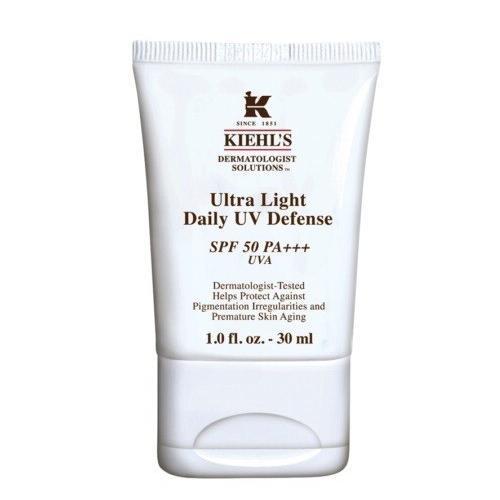 K
SINCE 1851
KIEHL'S
DERMATOLOGIST
SOLUTIONS™
Ultra Light
Daily UV Defense
SPF 50 PA+++
UVA
Dermatologist-Tested
Helps Protect Against
Pigmentation Irregularities and
Premature Skin Aging
1.0 fl. oz. - 30 ml